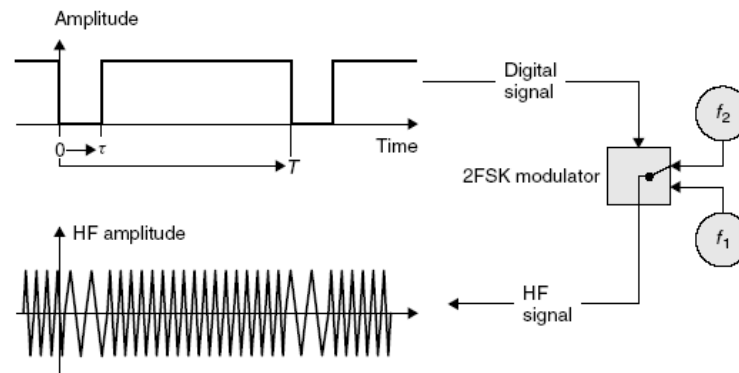 Amplitude
Digital
signal
f2
Time
0 τ
T
2FSK modulator
f1
HF amplitude
HF
signal